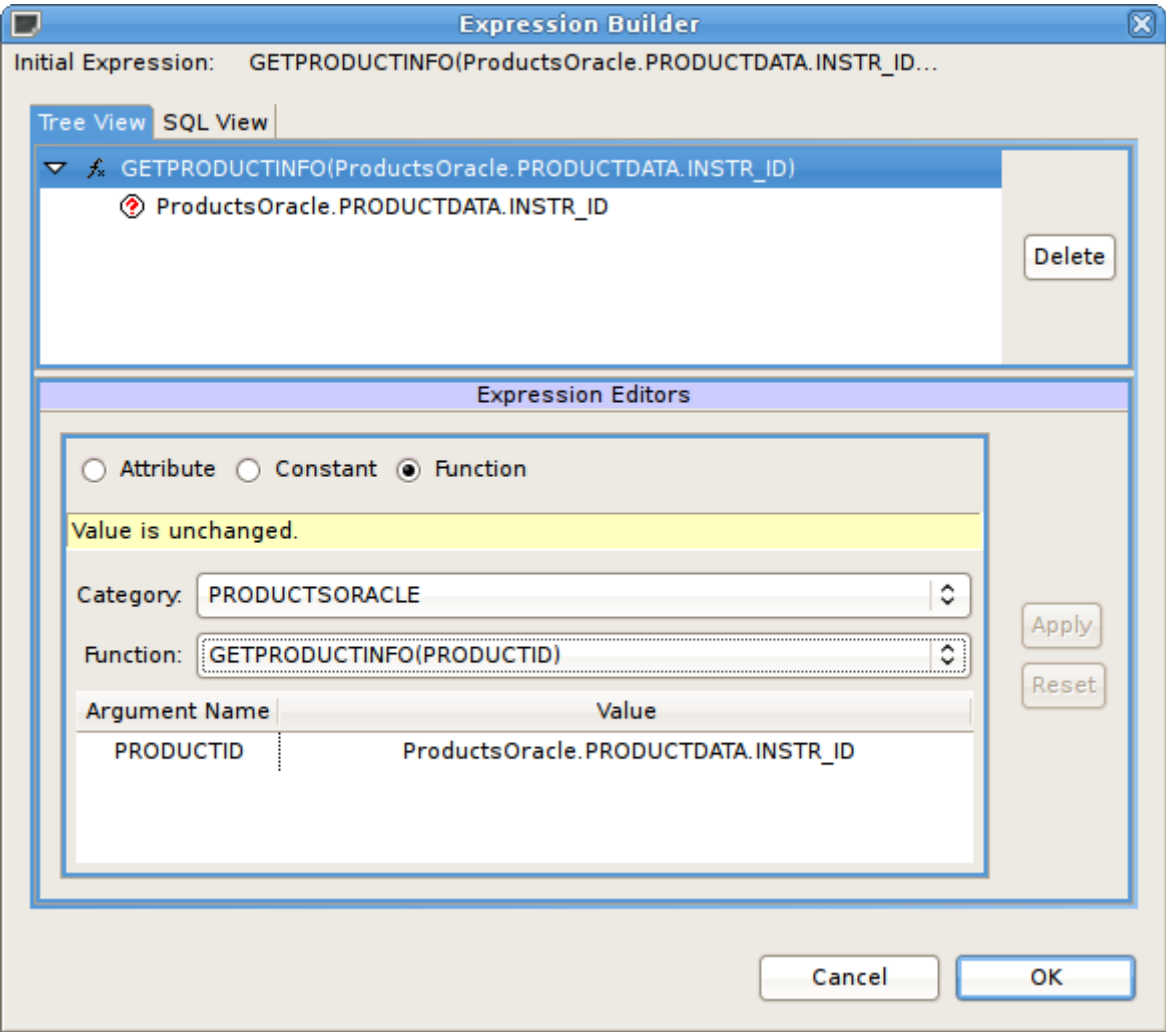 Expression Builder
Initial Expression: GETPRODUCTINFO(ProductsOracle.PRODUCTDATA.INSTR_ID...
Tree View SQL View
GETPRODUCTINFO(ProductsOracle.PRODUCTDATA.INSTR_ID)
ProductsOracle.PRODUCTDATA.INSTR_ID
Delete
Expression Editors
Attribute Constant Function
Value is unchanged.
Category: PRODUCTSORACLE
Function: GETPRODUCTINFO(PRODUCTID)
Apply
Reset
Argument Name Value
PRODUCTID ProductsOracle.PRODUCTDATA.INSTR_ID
Cancel OK